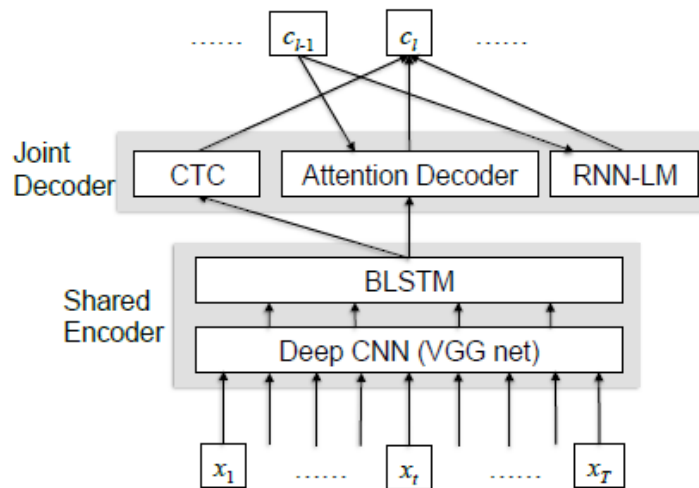 ...... c_{l-1} c_l ......
Joint Decoder
CTC Attention Decoder RNN-LM
Shared Encoder
BLSTM
Deep CNN (VGG net)
x_1 ...... x_t ...... x_T